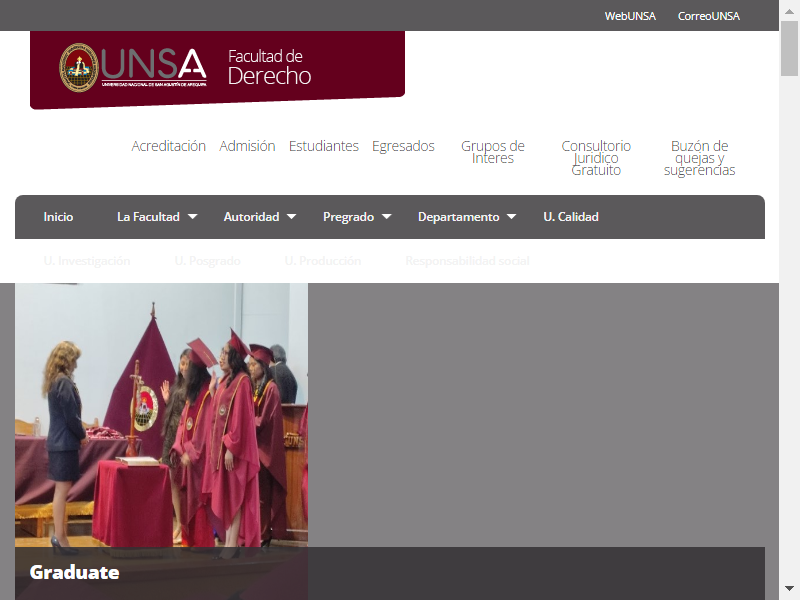 WebUNSA CorreoUNSA
UNSA
UNIVERSIDAD NACIONAL DE SAN AGUSTÍN DE AREQUIPA
Facultad de
Derecho
Acreditación Admisión Estudiantes Egresados
Grupos de
Interes
Consultorio
Juridico
Gratuito
Buzón de
quejas y
sugerencias
Inicio La Facultad Autoridad Pregrado Departamento U. Calidad
U. Investigación U. Posgrado U. Producción Responsabilidad social
Graduate